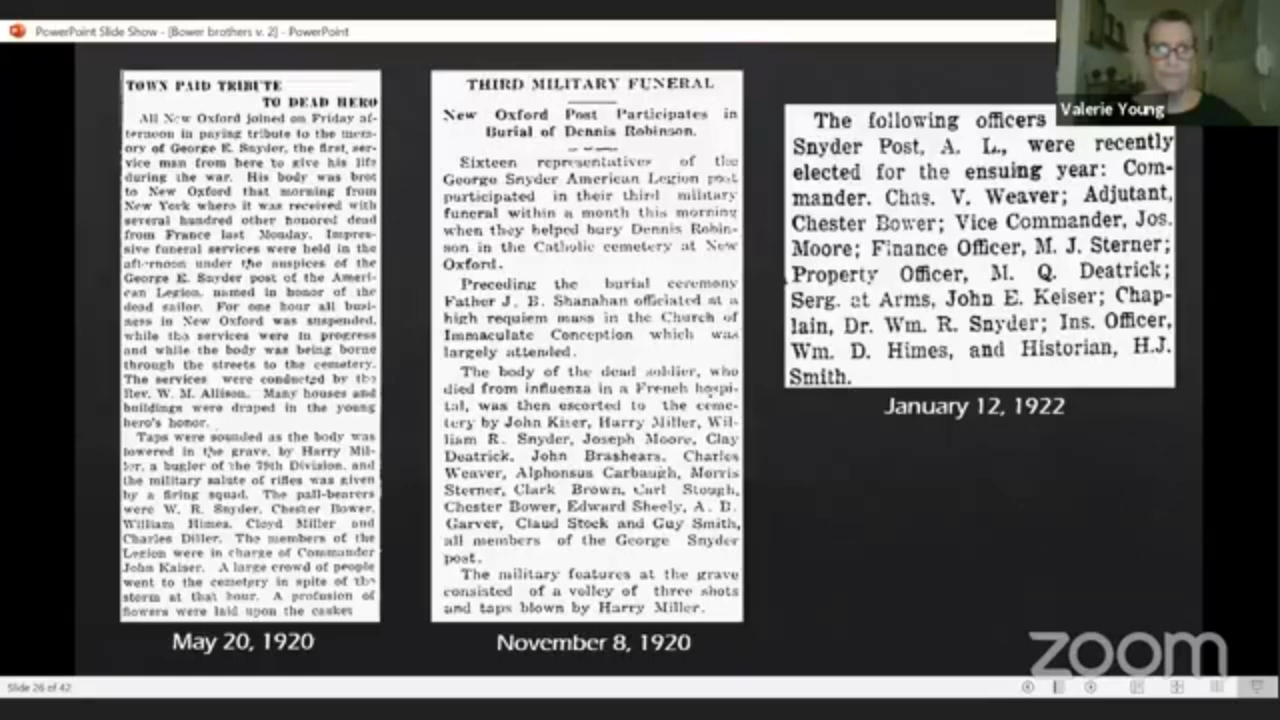 PowerPoint Slide Show - [Bower brothers v. 2] - PowerPoint
Valerie Young
TOWN PAID TRIBUTE
TO DEAD HERO
All New Oxford joined on Friday af-
ternoon in paying tribute to the mem-
ory of George E. Snyder, the first, ser-
vice man from here to give his life
during the war. His body was brot
to New Oxford that morning from
New York where it was received with
several hundred other honored dead
from France last Monday. Impres-
sive funeral services were held in the
afternoon under the auspices of the
George E. Snyder post of the Ameri-
can Legion, named in honor of the
dead sailor. For one hour all busi-
ness in New Oxford was suspended,
while the services were in progress
and while the body was being borne
through the streets to the cemetery.
The services were conducted by the
Rev. W. M. Allison. Many houses and
buildings were draped in the young
hero's honor.
Taps were sounded as the body was
lowered in the grave, by Harry Mil-
ler, a bugler of the 79th Division, and
the military salute of rifles was given
by a firing squad. The pall-bearers
were W. R. Snyder, Chester Bower,
William Himes, Cloyd Miller and
Charles Diller. The members of the
Legion were in charge of Commander
John Kaiser. A large crowd of people
went to the cemetery in spite of the
storm at that hour. A profusion of
flowers were laid upon the casket
May 20, 1920
THIRD MILITARY FUNERAL
New Oxford Post Participates in
Burial of Dennis Robinson.
Sixteen representatives of the
George Snyder American Legion post
participated in their third military
funeral within a month this morning
when they helped bury Dennis Robin-
son in the Catholic cemetery at New
Oxford.
Preceding the burial ceremony
Father J. B. Shanahan officiated at a
high requiem mass in the Church of
Immaculate Conception which was
largely attended.
The body of the dead soldier, who
died from influenza in a French hospi-
tal, was then escorted to the ceme-
tery by John Kiser, Harry Miller, Wil-
liam R. Snyder, Joseph Moore, Clay
Deatrick, John Brashears, Charles
Weaver, Alphonsus Carbaugh, Morris
Sterner, Clark Brown, Carl Stough,
Chester Bower, Edward Sheely, A. D.
Garver, Claud Stock and Guy Smith,
all members of the George Snyder
post.
The military features at the grave
consisted of a volley of three shots
and taps blown by Harry Miller.
November 8, 1920
The following officers
Snyder Post, A. L., were recently
elected for the ensuing year: Com-
mander. Chas. V. Weaver; Adjutant,
Chester Bower; Vice Commander, Jos.
Moore; Finance Officer, M. J. Sterner;
Property Officer, M. Q. Deatrick;
Serg. at Arms, John E. Keiser; Chap-
lain, Dr. Wm. R. Snyder; Ins. Officer,
Wm. D. Himes, and Historian, H.J.
Smith.
January 12, 1922
zoom
Slide 26 of 42